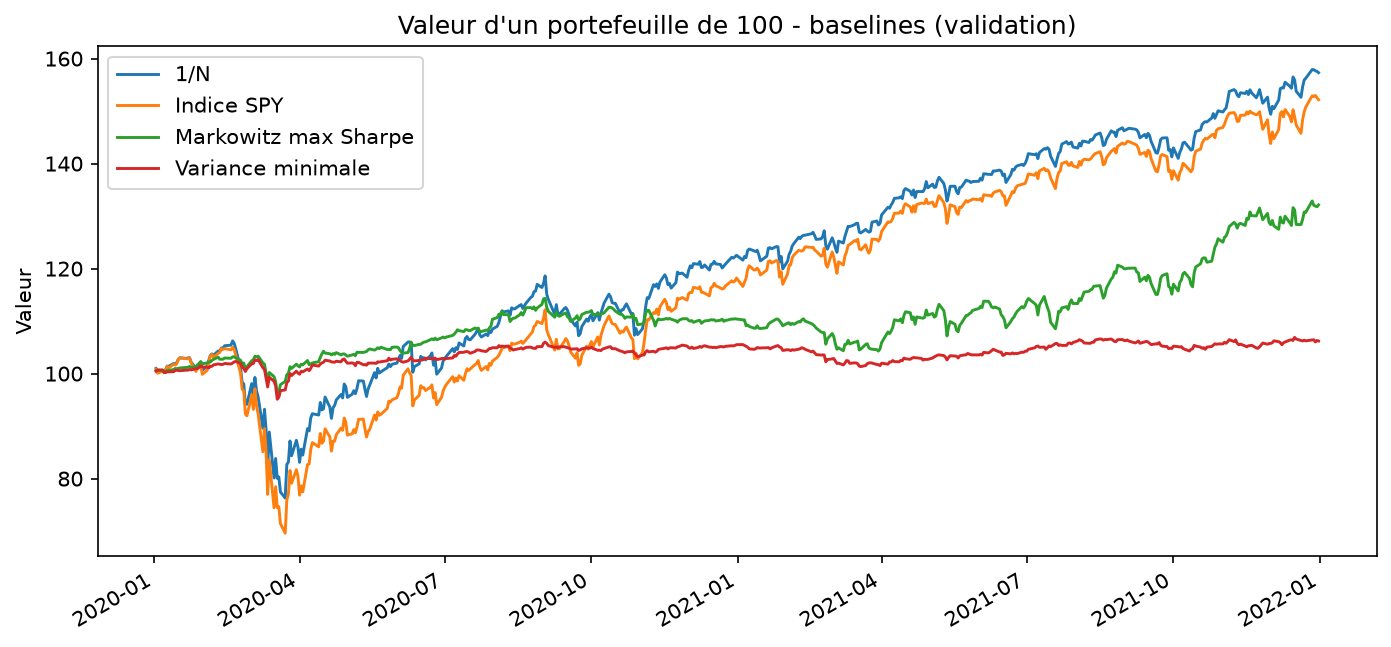 Valeur d'un portefeuille de 100 - baselines (validation)
160
140
120
100
80
Valeur
1/N
Indice SPY
Markowitz max Sharpe
Variance minimale
2020-01
2020-04
2020-07
2020-10
2021-01
2021-04
2021-07
2021-10
2022-01